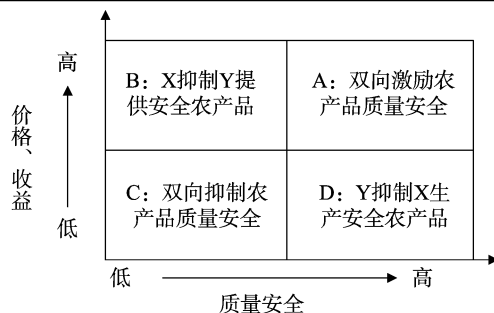 高
价格、收益
低
B：X抑制Y提
供安全农产品
A：双向激励农
产品质量安全
C：双向抑制农
产品质量安全
D：Y抑制X生
产安全农产品
低
高
质量安全